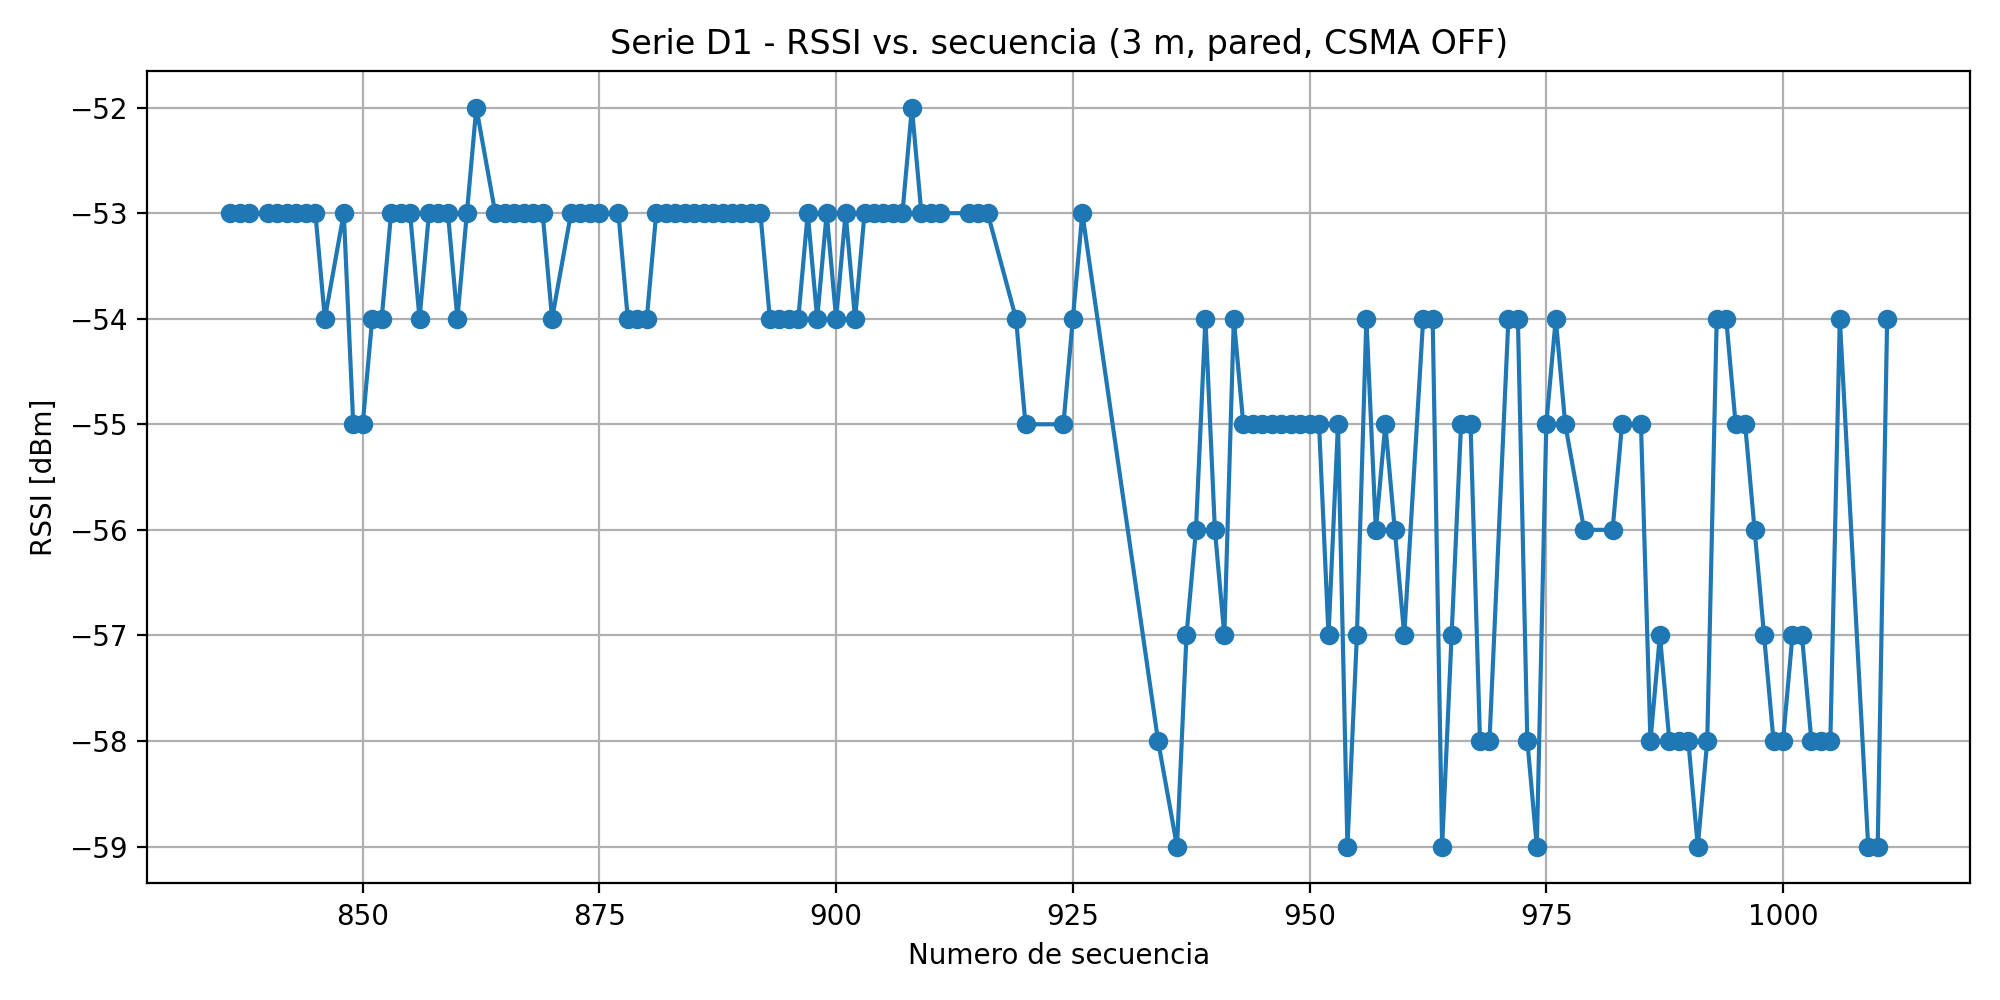 Serie D1 - RSSI vs. secuencia (3 m, pared, CSMA OFF)
RSSI [dBm]
−52
−53
−54
−55
−56
−57
−58
−59
850 875 900 925 950 975 1000
Numero de secuencia